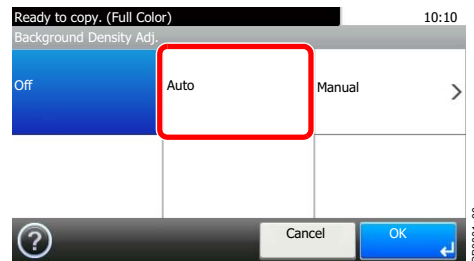 Ready to copy. (Full Color) 10:10
Background Density Adj.
Off Auto Manual
Cancel OK